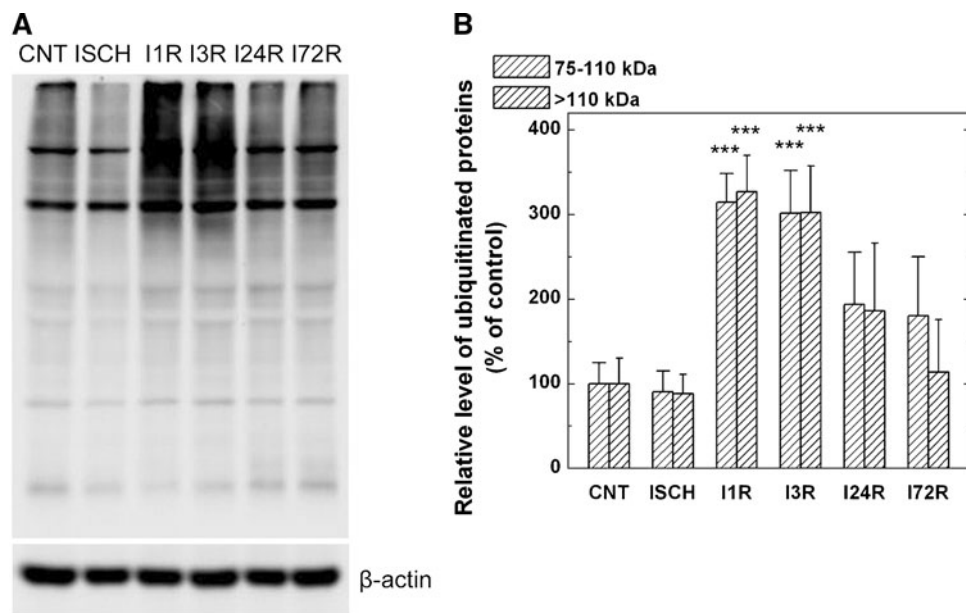 A
CNT ISCH I1R I3R I24R I72R
β-actin
B
75-110 kDa
>110 kDa
Relative level of ubiquitinated proteins
(% of control)
400
300
200
100
0
*** *** *** ***
CNT ISCH I1R I3R I24R I72R